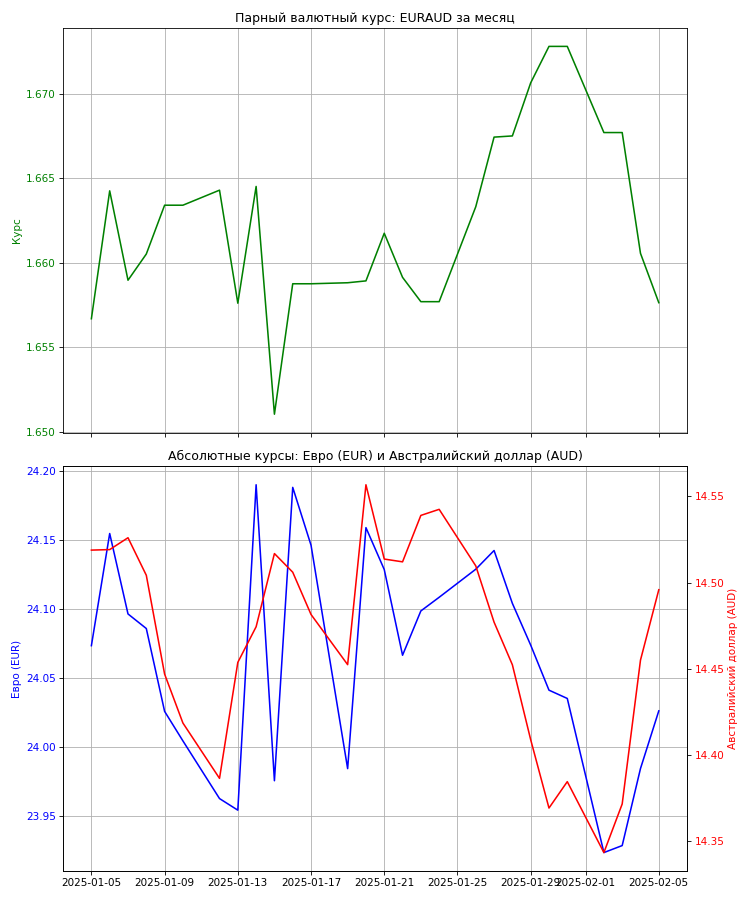 Парный валютный курс: EURAUD за месяц
1.670
1.665
1.660
1.655
1.650
Курс
Абсолютные курсы: Евро (EUR) и Австралийский доллар (AUD)
24.20
24.15
24.10
24.05
24.00
23.95
Евро (EUR)
14.55
14.50
14.45
14.40
14.35
Австралийский доллар (AUD)
2025-01-05 2025-01-09 2025-01-13 2025-01-17 2025-01-21 2025-01-25 2025-01-29 2025-02-01 2025-02-05